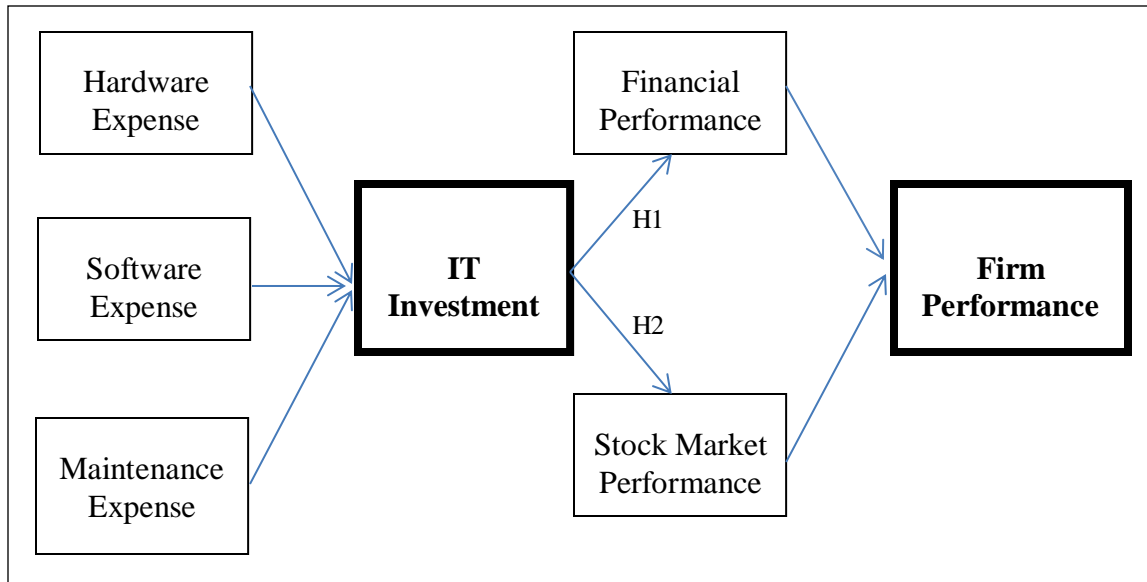 Hardware
Expense
Software
Expense
Maintenance
Expense
IT
Investment
H1
H2
Financial
Performance
Stock Market
Performance
Firm
Performance